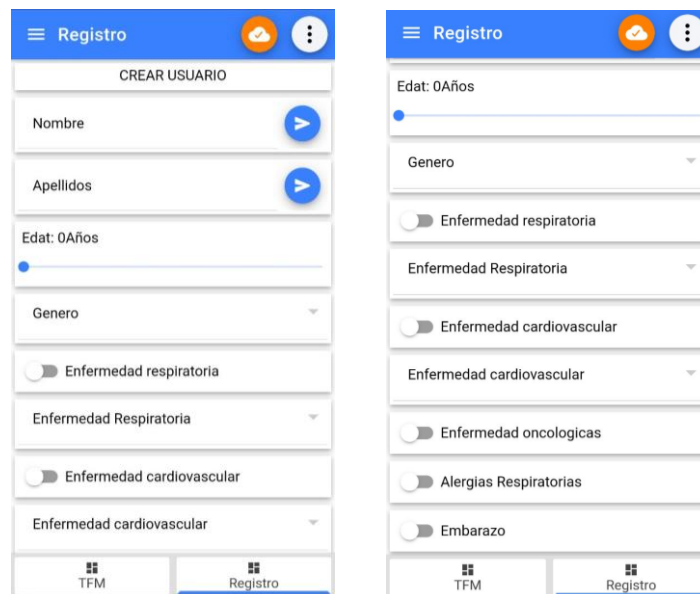 Registro
CREAR USUARIO
Nombre
Apellidos
Edat: 0Años
Genero
Enfermedad respiratoria
Enfermedad Respiratoria
Enfermedad cardiovascular
Enfermedad cardiovascular
TFM
Registro
Registro
Edat: 0Años
Genero
Enfermedad respiratoria
Enfermedad Respiratoria
Enfermedad cardiovascular
Enfermedad cardiovascular
Enfermedad oncologicas
Alergias Respiratorias
Embarazo
TFM
Registro